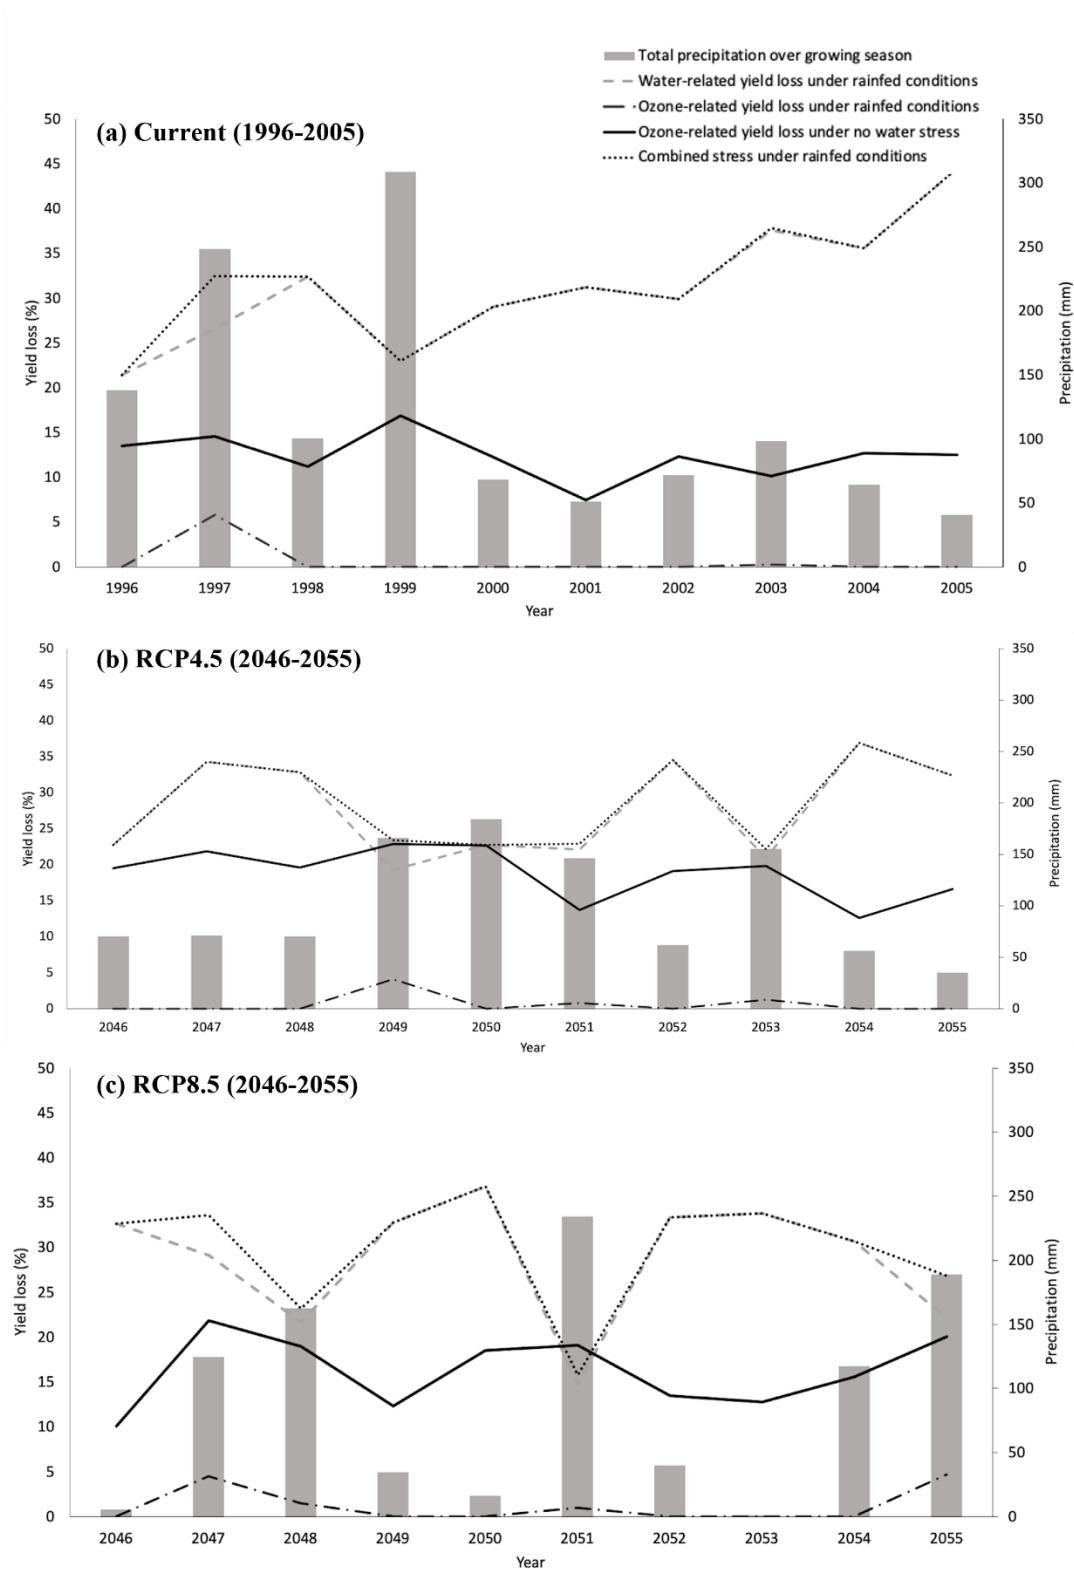 Total precipitation over growing season
Water-related yield loss under rainfed conditions
Ozone-related yield loss under rainfed conditions
Ozone-related yield loss under no water stress
Combined stress under rainfed conditions
(a) Current (1996-2005)
50
45
40
35
30
25
20
15
10
5
0
Yield loss (%)
350
300
250
200
150
100
50
0
Precipitation (mm)
1996 1997 1998 1999 2000 2001 2002 2003 2004 2005
Year
(b) RCP4.5 (2046-2055)
50
45
40
35
30
25
20
15
10
5
0
Yield loss (%)
350
300
250
200
150
100
50
0
Precipitation (mm)
2046 2047 2048 2049 2050 2051 2052 2053 2054 2055
Year
(c) RCP8.5 (2046-2055)
50
45
40
35
30
25
20
15
10
5
0
Yield loss (%)
350
300
250
200
150
100
50
0
Precipitation (mm)
2046 2047 2048 2049 2050 2051 2052 2053 2054 2055
Year